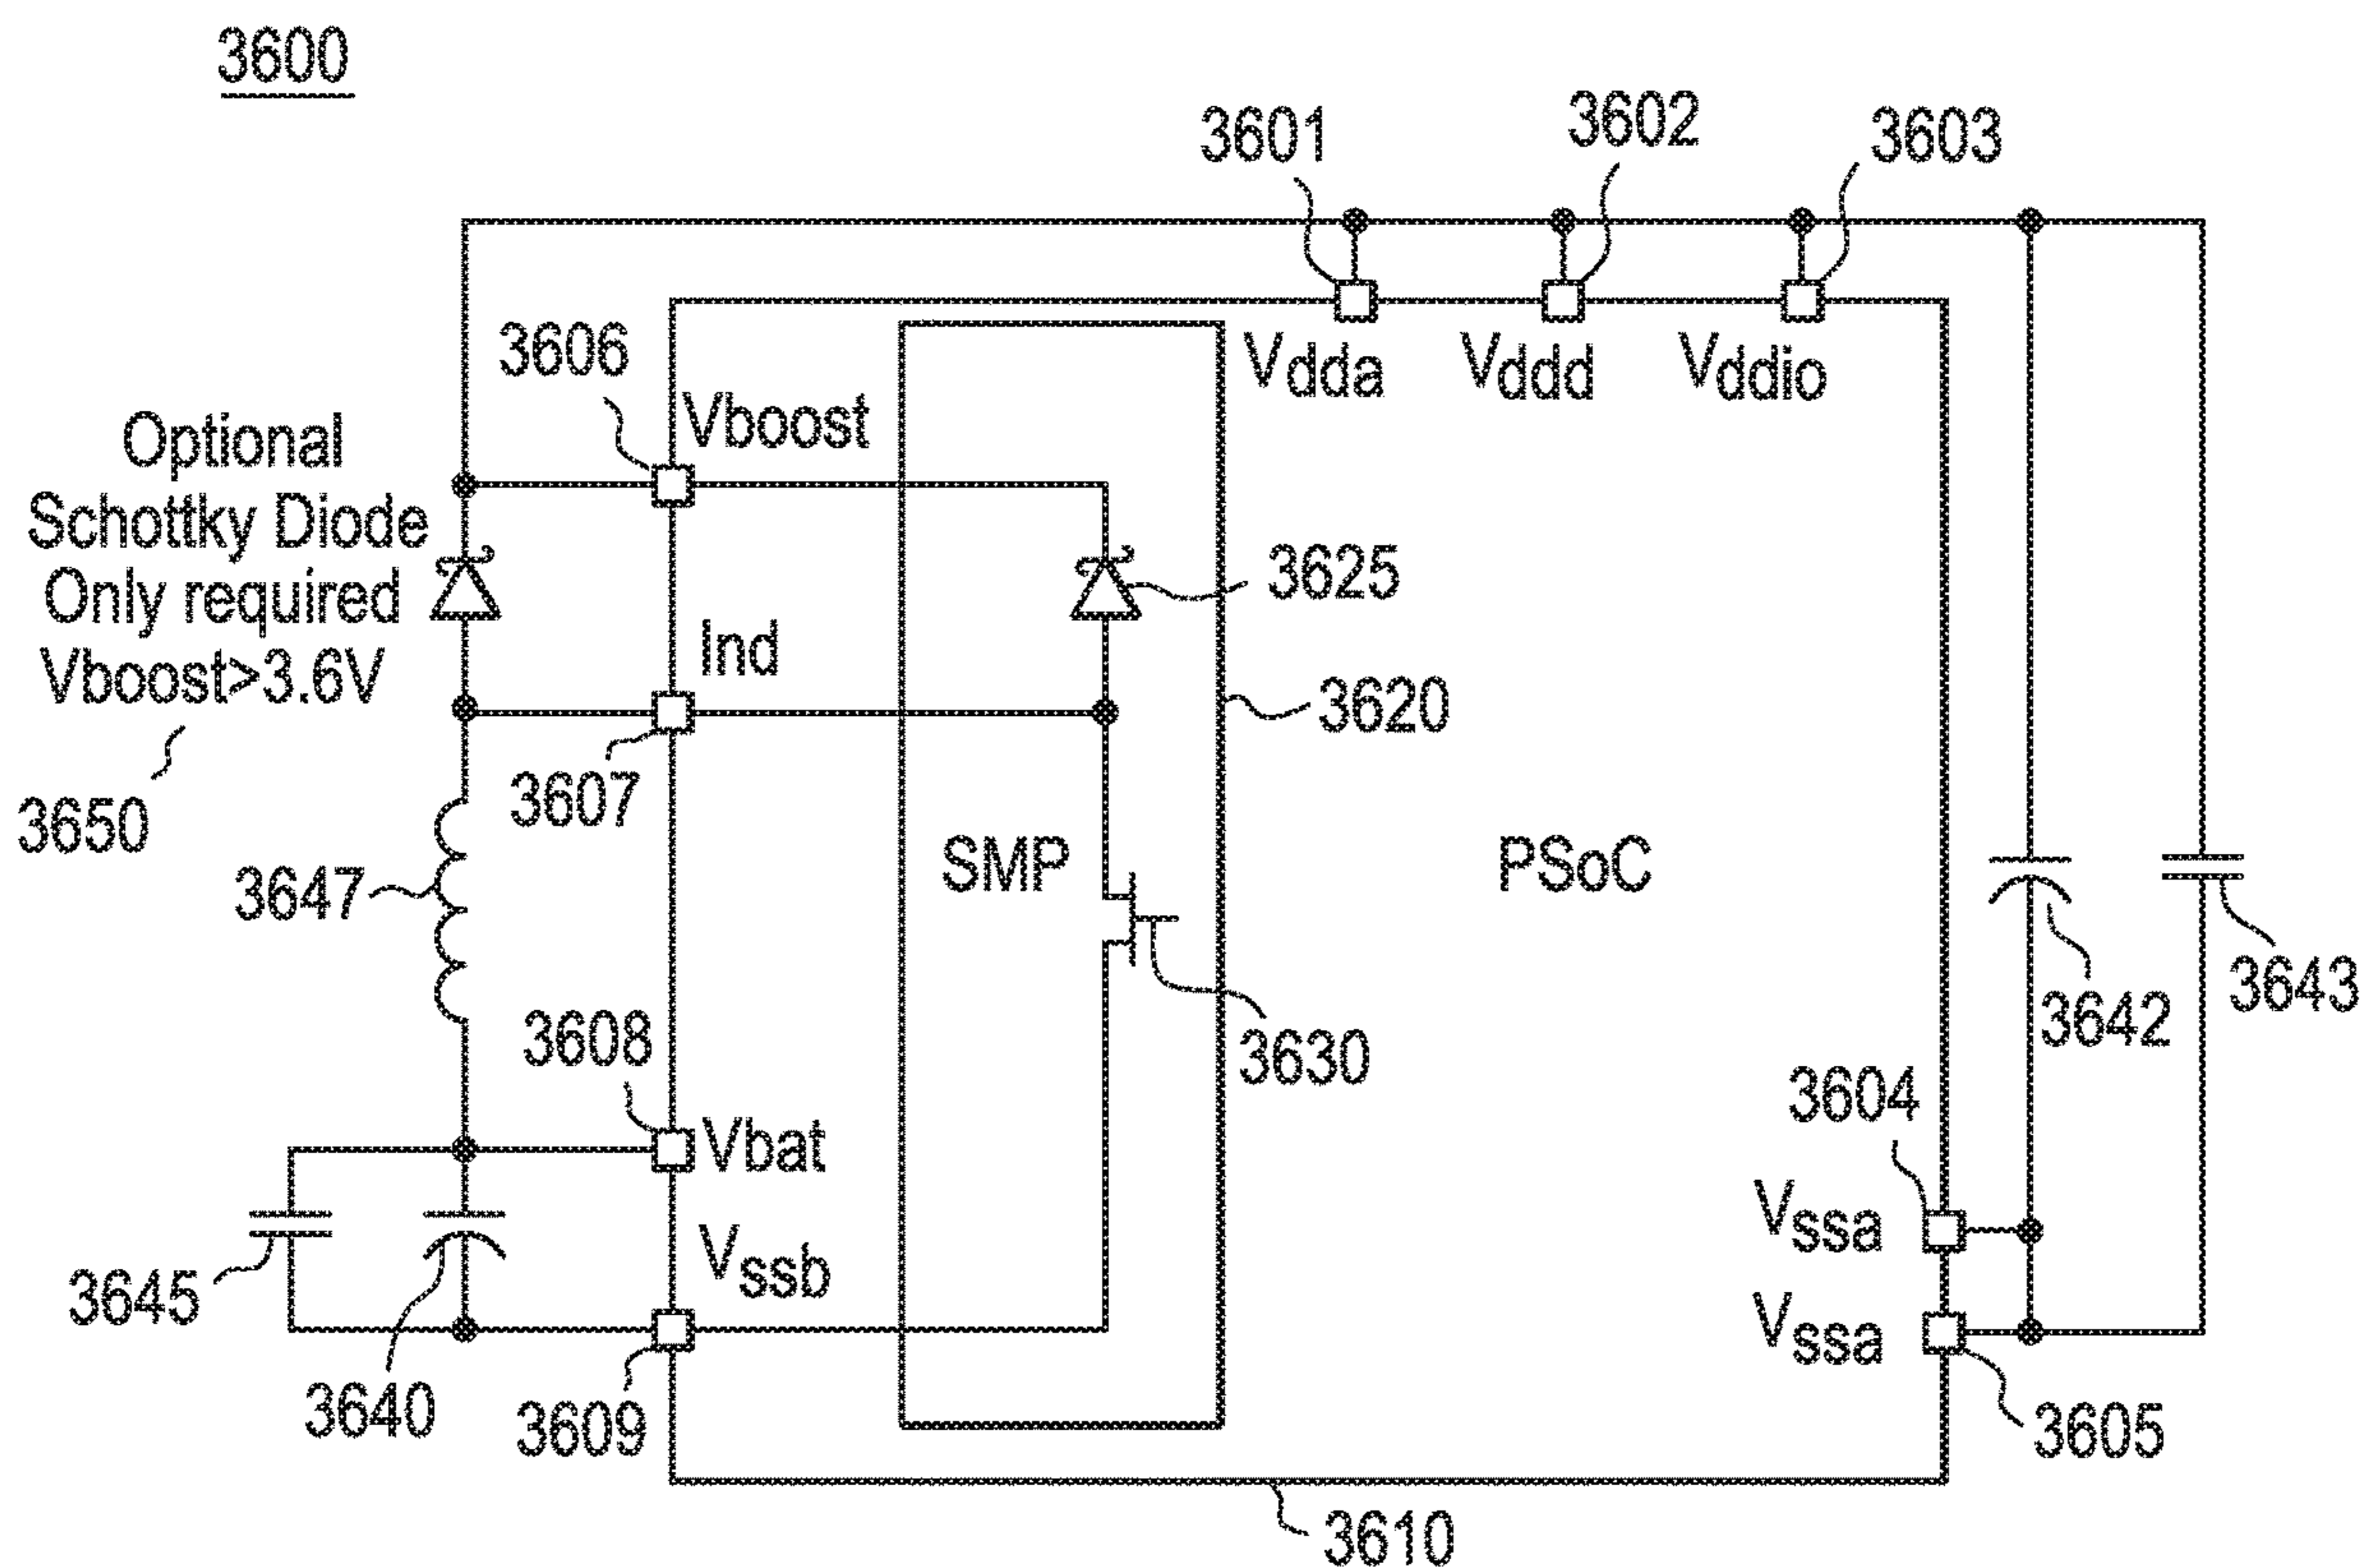 3600
3601
3602
3603
3606
Vdda
Vddd
Vddio
Vboost
Optional
Schottky Diode
Only required
Vboost>3.6V
3625
Ind
3620
3607
3650
3647
SMP
PSoC
3643
3642
3608
3630
3604
Vbat
Vssa
Vssb
3645
Vssa
3640
3609
3605
3610